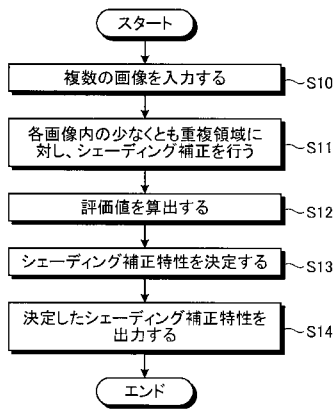 スタート
複数の画像を入力する
S10
各画像内の少なくとも重複領域に
対し、シェーディング補正を行う
S11
評価値を算出する
S12
シェーディング補正特性を決定する
S13
決定したシェーディング補正特性を
出力する
S14
エンド